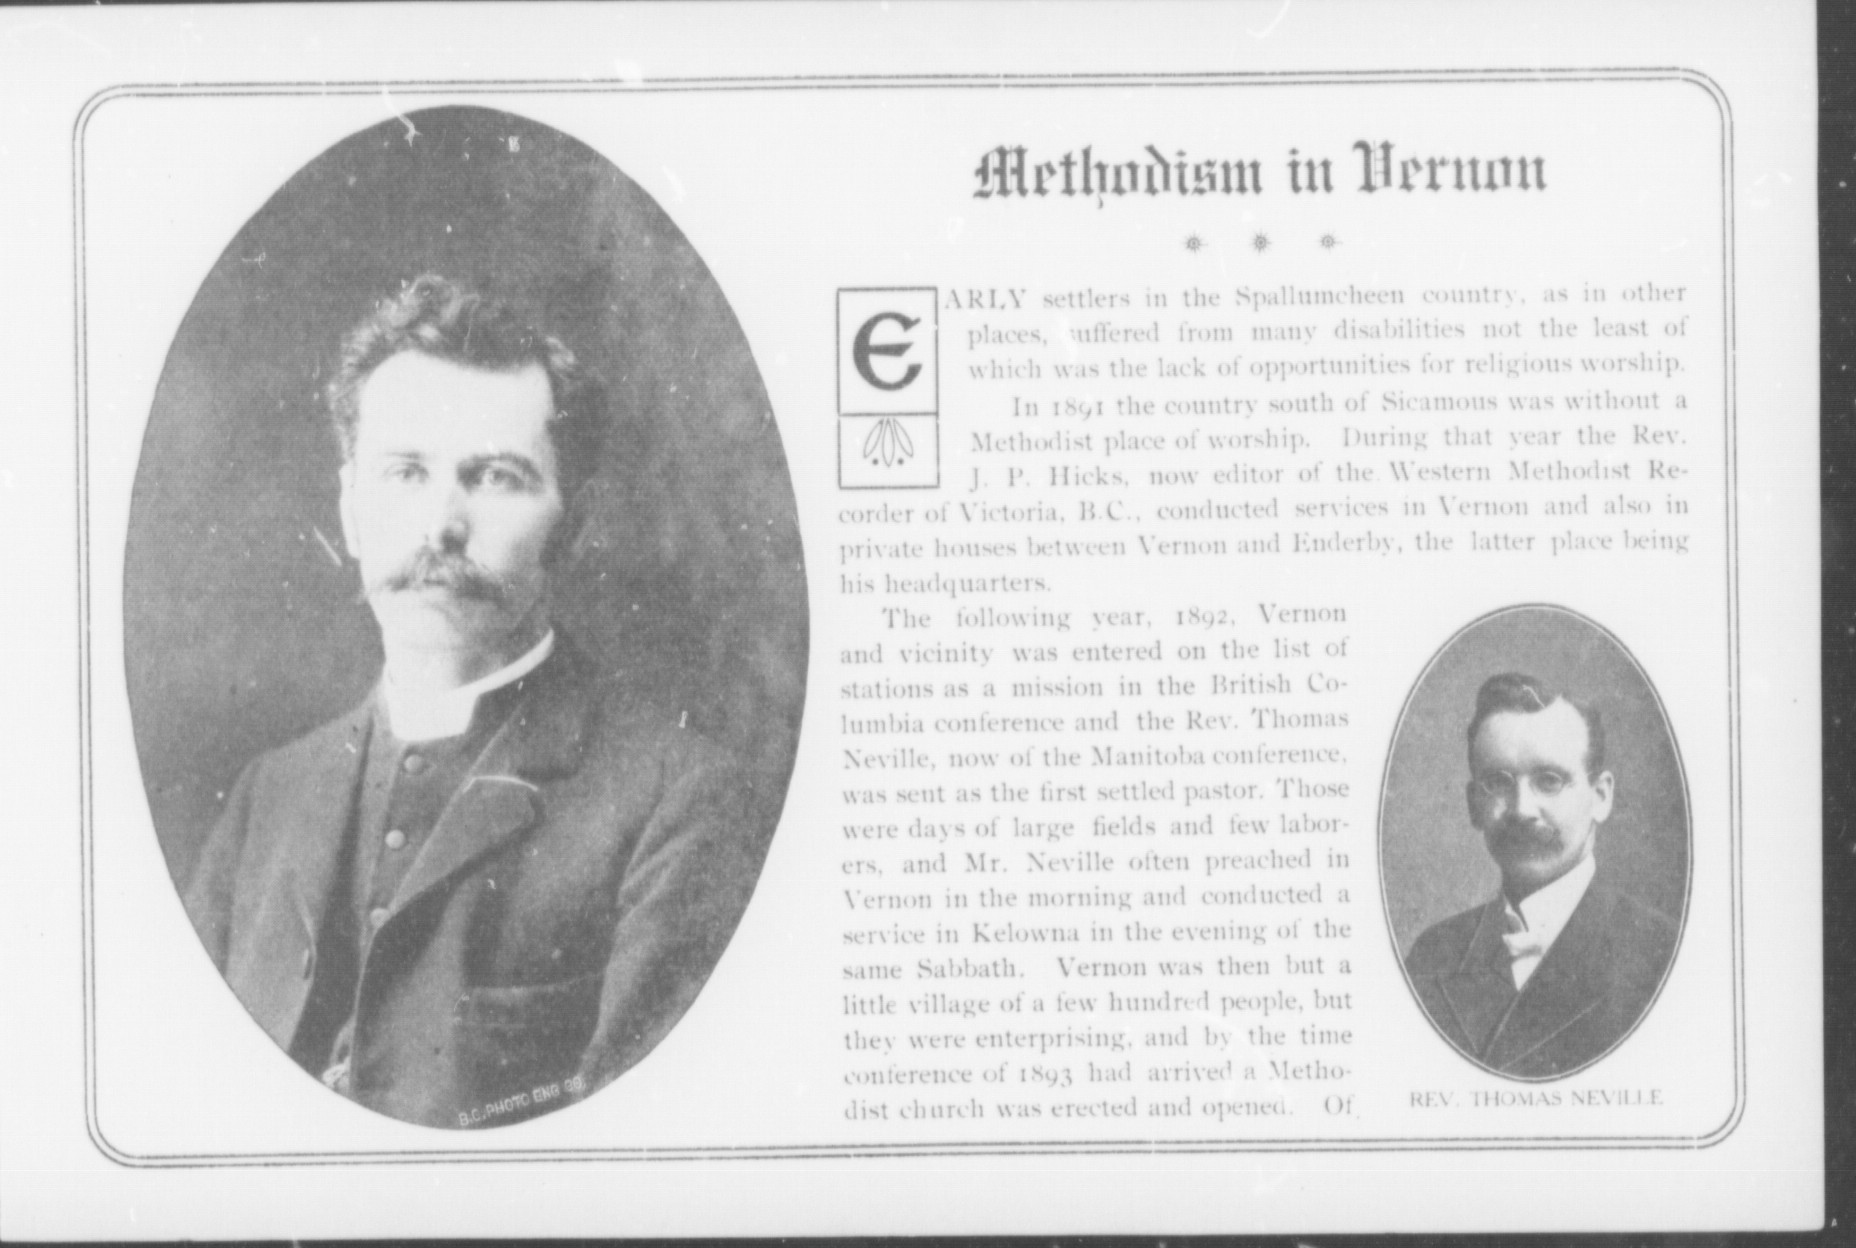 Methodism in Vernon
EARLY settlers in the Spallumcheen country, as in other
places, suffered from many disabilities not the least of
which was the lack of opportunities for religious worship.
In 1891 the country south of Sicamous was without a
Methodist place of worship. During that year the Rev.
J. P. Hicks, now editor of the Western Methodist Re-
corder of Victoria, B.C., conducted services in Vernon and also in
private houses between Vernon and Enderby, the latter place being
his headquarters.
The following year, 1892, Vernon
and vicinity was entered on the list of
stations as a mission in the British Co-
lumbia conference and the Rev. Thomas
Neville, now of the Manitoba conference,
was sent as the first settled pastor. Those
were days of large fields and few labor-
ers, and Mr. Neville often preached in
Vernon in the morning and conducted a
service in Kelowna in the evening of the
same Sabbath. Vernon was then but a
little village of a few hundred people, but
they were enterprising, and by the time
conference of 1893 had arrived a Metho-
dist church was erected and opened. Of
REV. THOMAS NEVILLE
B.C. PHOTO ENG CO.